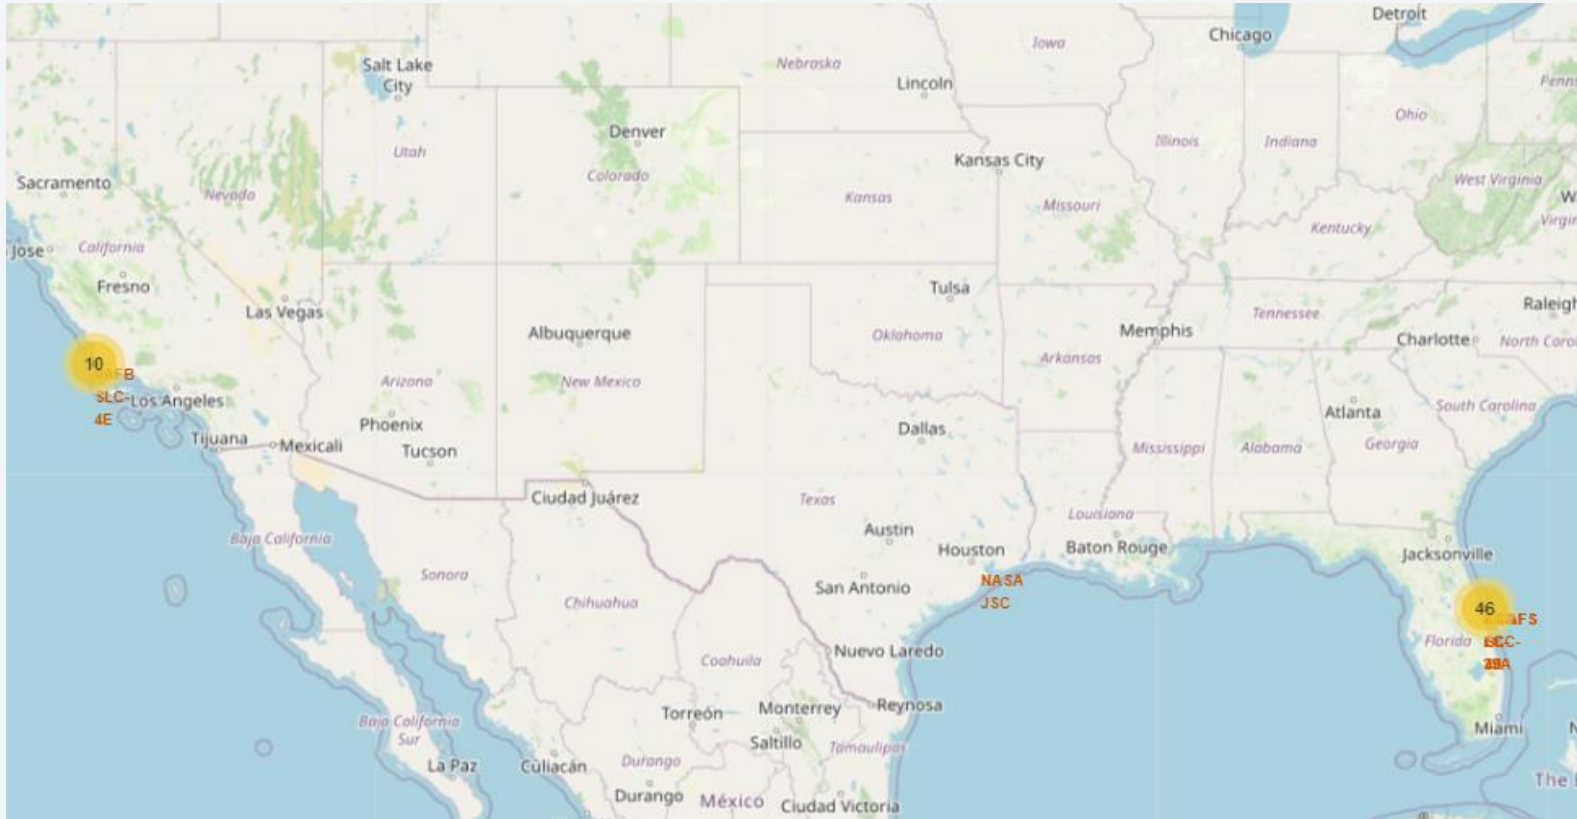 Detroit
Chicago
Iowa
Salt Lake
City
Nebraska
Lincoln
Ohio
Denver
Utah
Illinois
Indiana
Kansas City
Colorado
West Virginia
Sacramento
Nevada
Kansas
Missouri
Kentucky
Jose
California
Fresno
Tulsa
Las Vegas
Tennessee
Raleigh
Albuquerque
Oklahoma
Memphis
Charlotte
North Caro
10
Arkansas
Arizona
New Mexico
SLC-
4E
Los Angeles
South Carolina
Atlanta
Phoenix
Dallas
Tijuana
Mexicali
Tucson
Mississippi
Alabama
Georgia
Ciudad Juárez
Texas
Louisiana
Austin
Baja California
Houston
Baton Rouge
Jacksonville
Sonora
NASA
JSC
San Antonio
Chihuahua
46
Florida
Nuevo Laredo
Coahuila
Torreón
Monterrey
Reynosa
Baja California
Sur
Saltillo
Tamaulipas
Miami
La Paz
Culiacán
Durango
The
Durango
México
Ciudad Victoria